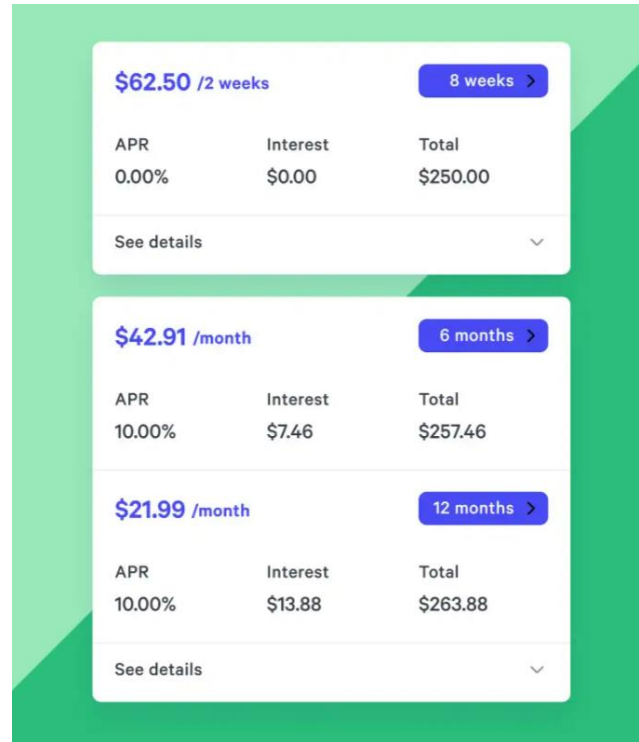 $62.50 /2 weeks 8 weeks >
APR Interest Total
0.00% $0.00 $250.00
See details
$42.91 /month 6 months >
APR Interest Total
10.00% $7.46 $257.46
$21.99 /month 12 months >
APR Interest Total
10.00% $13.88 $263.88
See details